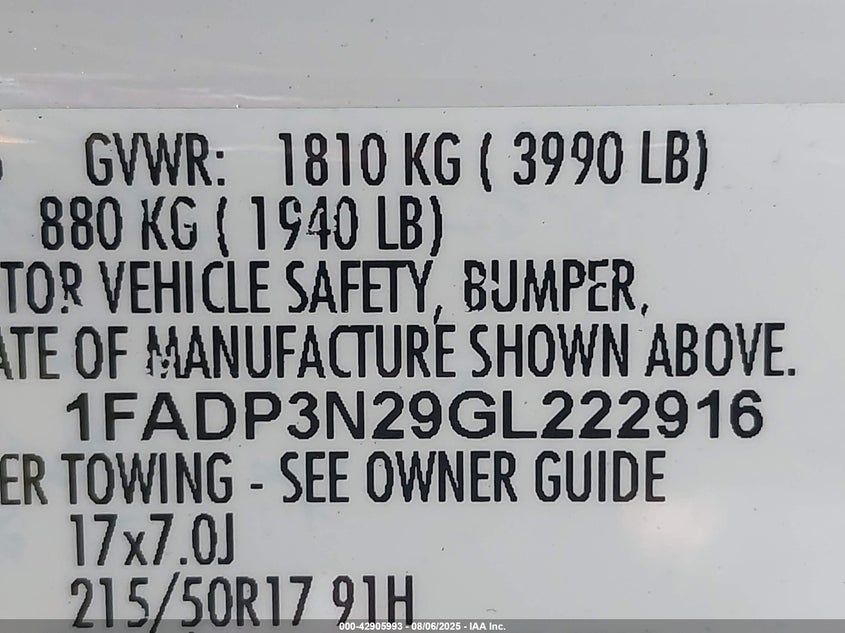 GVWR: 1810 KG ( 3990 LB)
880 KG ( 1940 LB)
TOR VEHICLE SAFETY, BUMPER,
ATE OF MANUFACTURE SHOWN ABOVE.
1FADP3N29GL222916
ER TOWING - SEE OWNER GUIDE
17x7.0J
215/50R17 91H
000-42905993 - 08/06/2025 - IAA Inc.